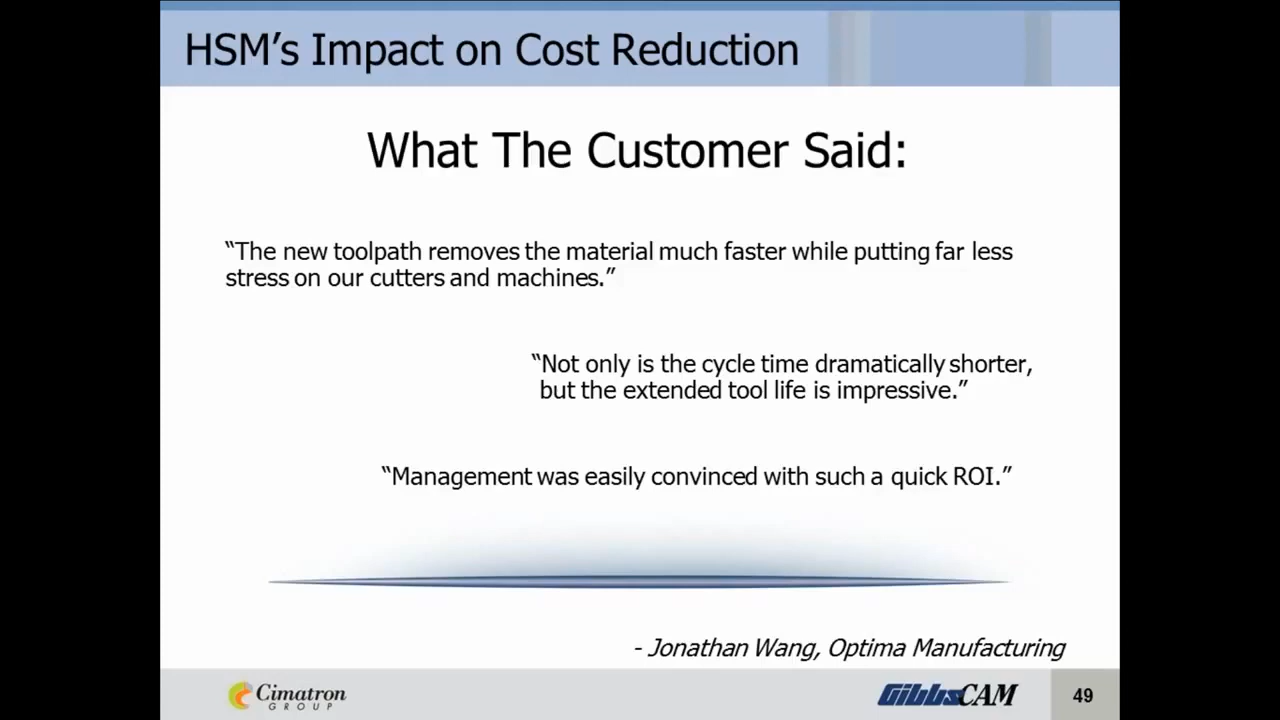 HSM's Impact on Cost Reduction
What The Customer Said:
“The new toolpath removes the material much faster while putting far less
stress on our cutters and machines.”
“Not only is the cycle time dramatically shorter,
but the extended tool life is impressive.”
“Management was easily convinced with such a quick ROI.”
- Jonathan Wang, Optima Manufacturing
Cimatron
GROUP
GibbsCAM
49